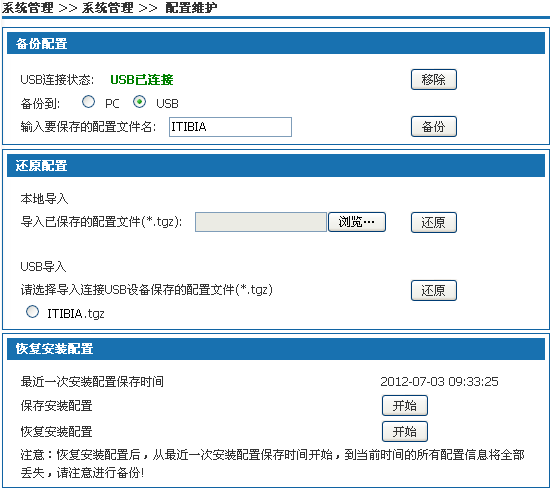 系统管理 >> 系统管理 >> 配置维护
备份配置
USB连接状态: USB已连接 移除
备份到: PC USB
输入要保存的配置文件名: ITIBIA 备份
还原配置
本地导入
导入已保存的配置文件(*.tgz): 浏览… 还原
USB导入
请选择导入连接USB设备保存的配置文件(*.tgz) 还原
ITIBIA.tgz
恢复安装配置
最近一次安装配置保存时间 2012-07-03 09:33:25
保存安装配置 开始
恢复安装配置 开始
注意：恢复安装配置后，从最近一次安装配置保存时间开始，到当前时间的所有配置信息将全部
丢失，请注意进行备份!